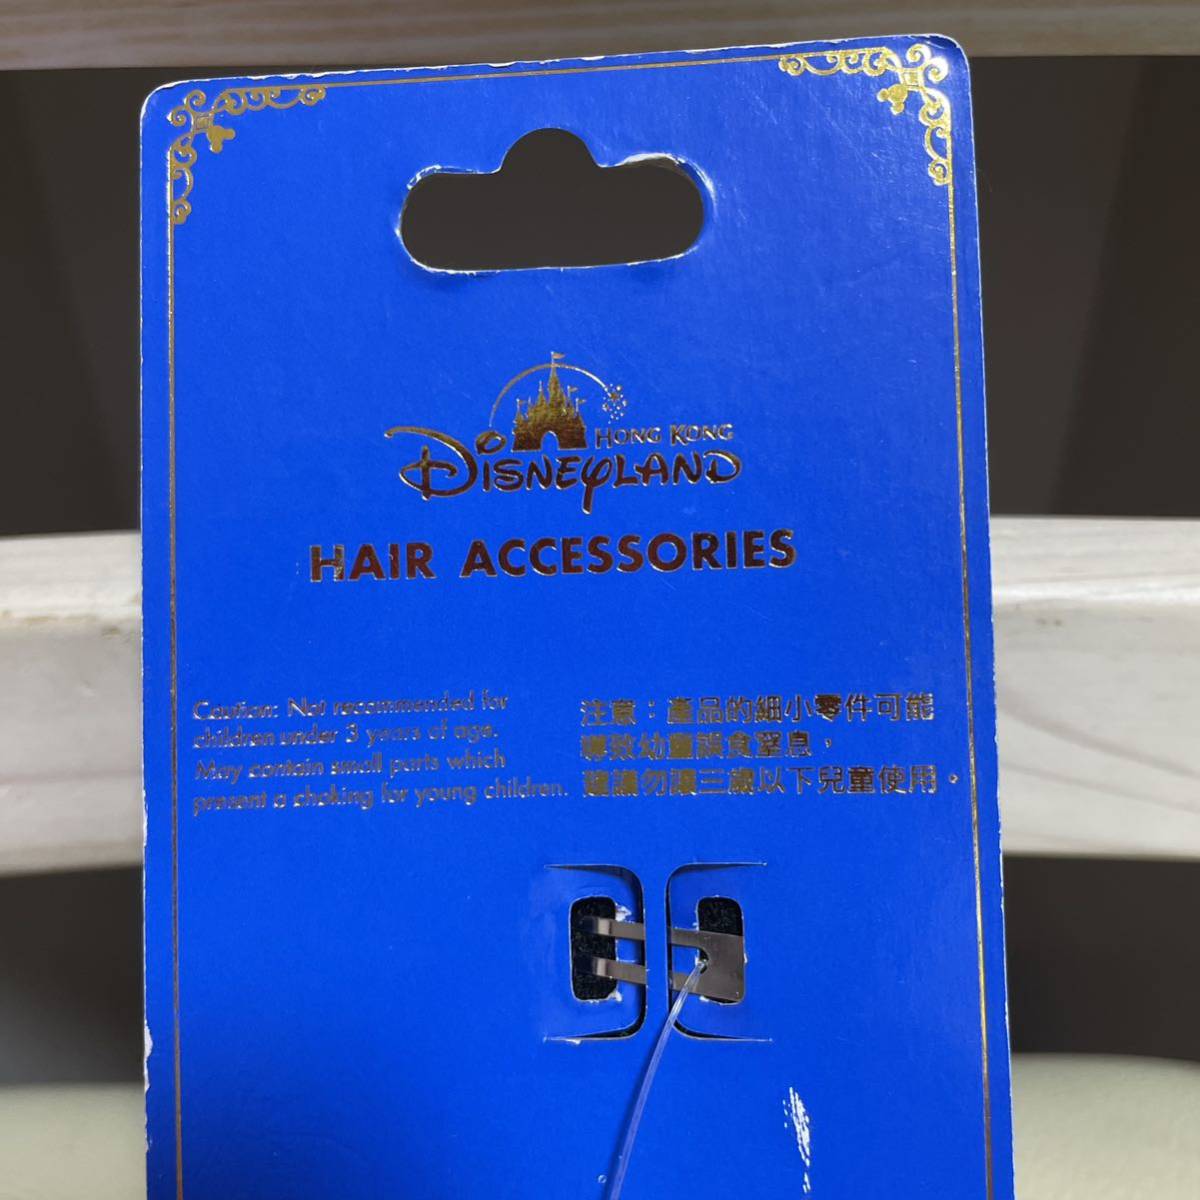 HONG KONG
DISNEYLAND
HAIR ACCESSORIES
Caution: Not recommended for
children under 3 years of age.
May contain small parts which
present a choking for young children.
注意：產品的細小零件可能
導致幼童誤食窒息，
建議勿讓三歲以下兒童使用。